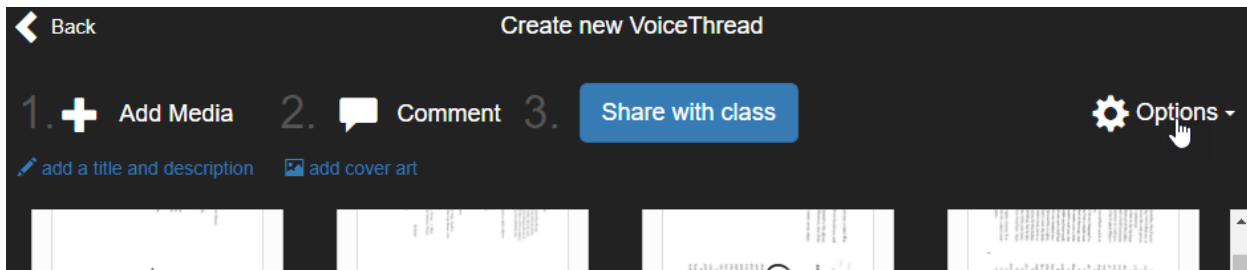 Back
Create new VoiceThread
1. Add Media 2. Comment 3. Share with class
Options
add a title and description
add cover art